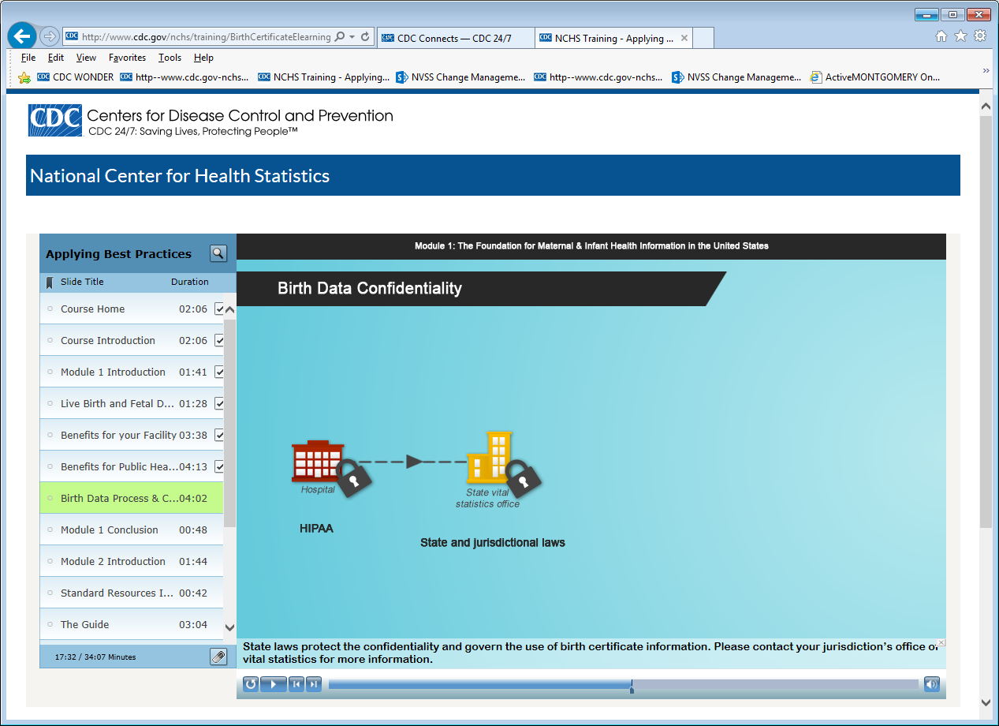 http://www.cdc.gov/nchs/training/BirthCertificateElearning
CDC Connects — CDC 24/7
NCHS Training - Applying ...
File Edit View Favorites Tools Help
CDC WONDER
http--www.cdc.gov-nchs...
NCHS Training - Applying...
NVSS Change Manageme...
http--www.cdc.gov-nchs...
NVSS Change Manageme...
ActiveMONTGOMERY On...
CDC Centers for Disease Control and Prevention
CDC 24/7: Saving Lives, Protecting People™
National Center for Health Statistics
Applying Best Practices
Slide Title Duration
Course Home 02:06
Course Introduction 02:06
Module 1 Introduction 01:41
Live Birth and Fetal D... 01:28
Benefits for your Facility 03:38
Benefits for Public Hea... 04:13
Birth Data Process & C... 04:02
Module 1 Conclusion 00:48
Module 2 Introduction 01:44
Standard Resources I... 00:42
The Guide 03:04
17:32 / 34:07 Minutes
Module 1: The Foundation for Maternal & Infant Health Information in the United States
Birth Data Confidentiality
Hospital
HIPAA
State vital
statistics office
State and jurisdictional laws
State laws protect the confidentiality and govern the use of birth certificate information. Please contact your jurisdiction's office of
vital statistics for more information.